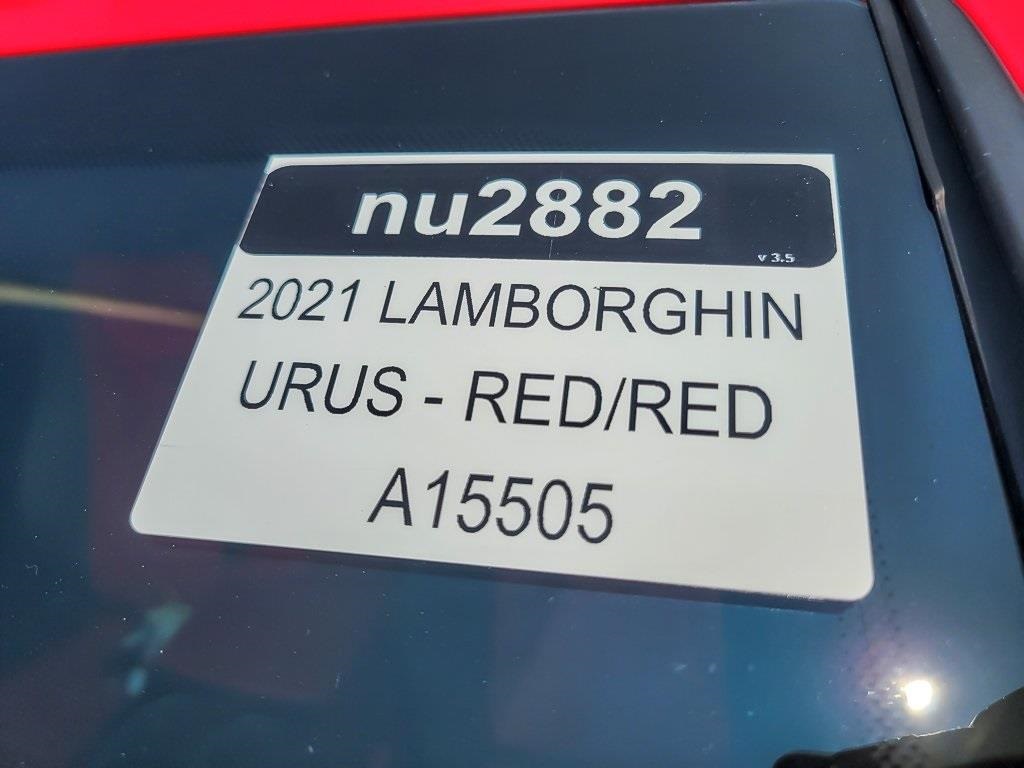 nu2882
v 3.5
2021 LAMBORGHIN
URUS - RED/RED
A15505